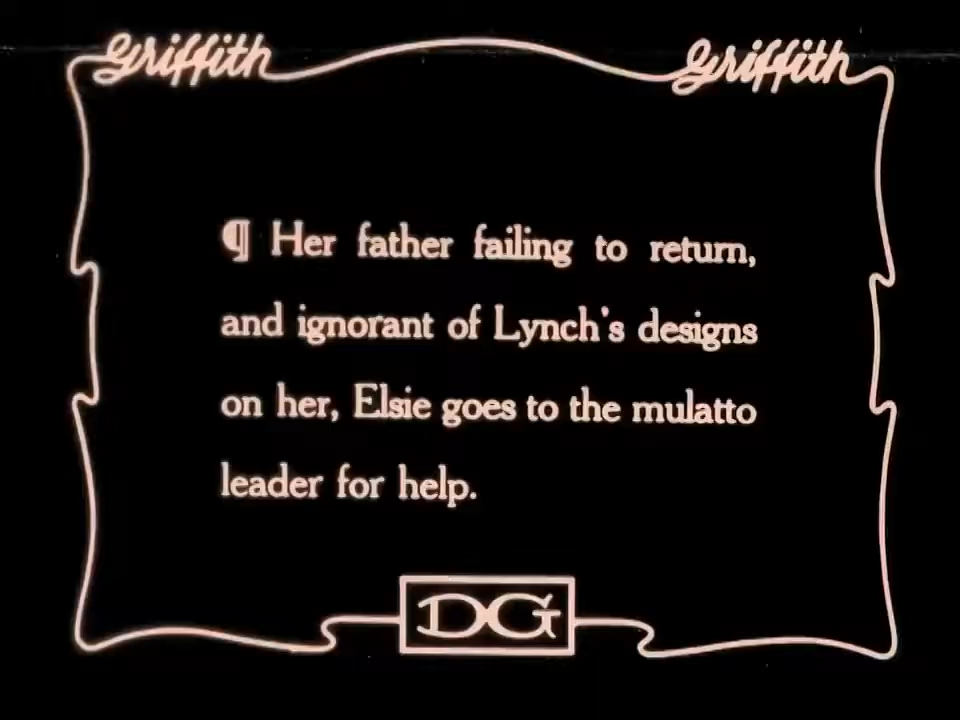 Griffith Griffith
¶ Her father failing to return,
and ignorant of Lynch's designs
on her, Elsie goes to the mulatto
leader for help.
DG